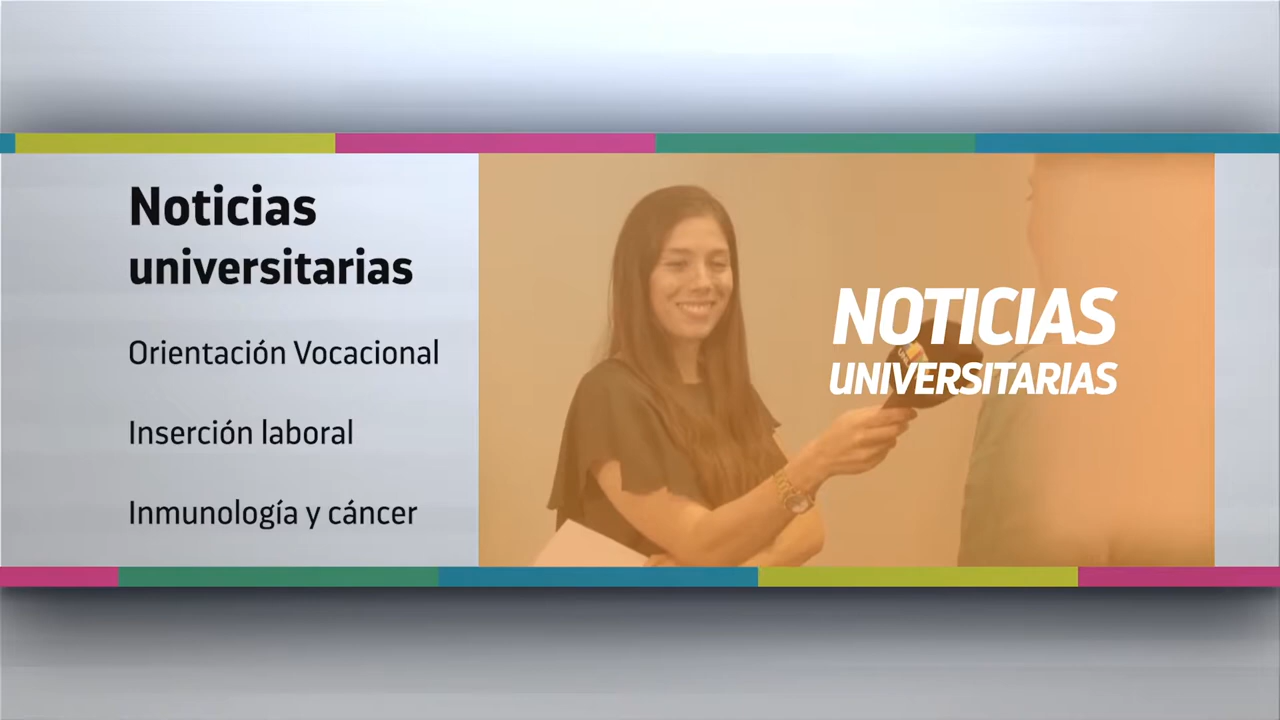 Noticias
universitarias
Orientación Vocacional
Inserción laboral
Inmunología y cáncer
NOTICIAS
UNIVERSITARIAS